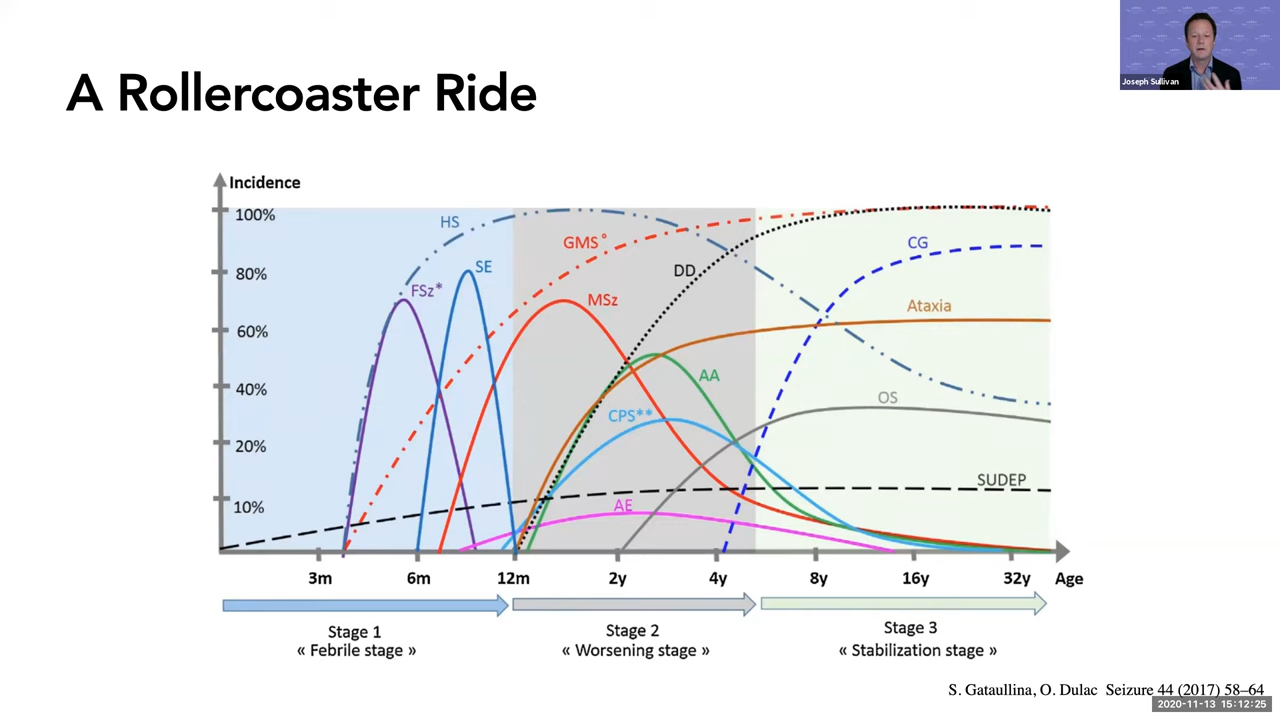 Joseph Sullivan
A Rollercoaster Ride
Incidence
100%
80%
60%
40%
20%
10%
HS
FSz*
SE
GMS°
MSz
DD
CG
Ataxia
AA
CPS**
OS
AE
SUDEP
3m 6m 12m 2y 4y 8y 16y 32y Age
Stage 1
« Febrile stage »
Stage 2
« Worsening stage »
Stage 3
« Stabilization stage »
S. Gataullina, O. Dulac Seizure 44 (2017) 58–64
2020-11-13 15:12:25